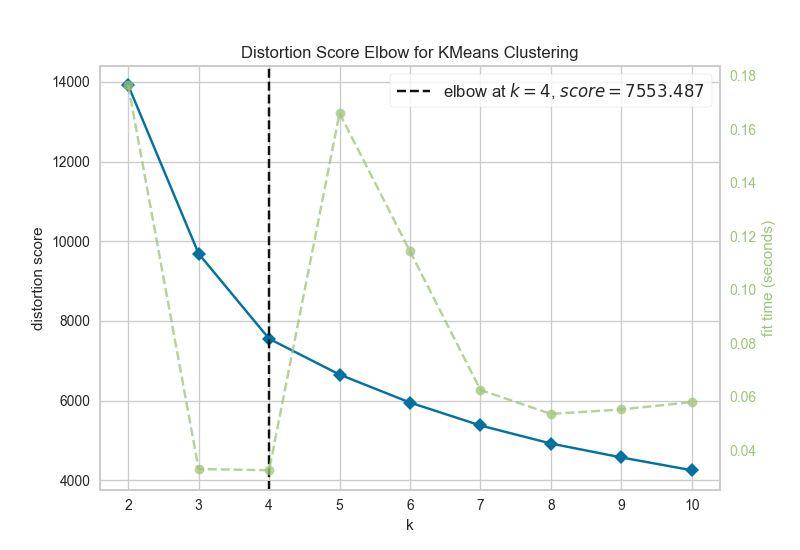 Distortion Score Elbow for KMeans Clustering
elbow at k = 4, score = 7553.487
distortion score
14000
12000
10000
8000
6000
4000
2 3 4 5 6 7 8 9 10
k
0.18
0.16
0.14
0.12
0.10
0.08
0.06
0.04
fit time (seconds)